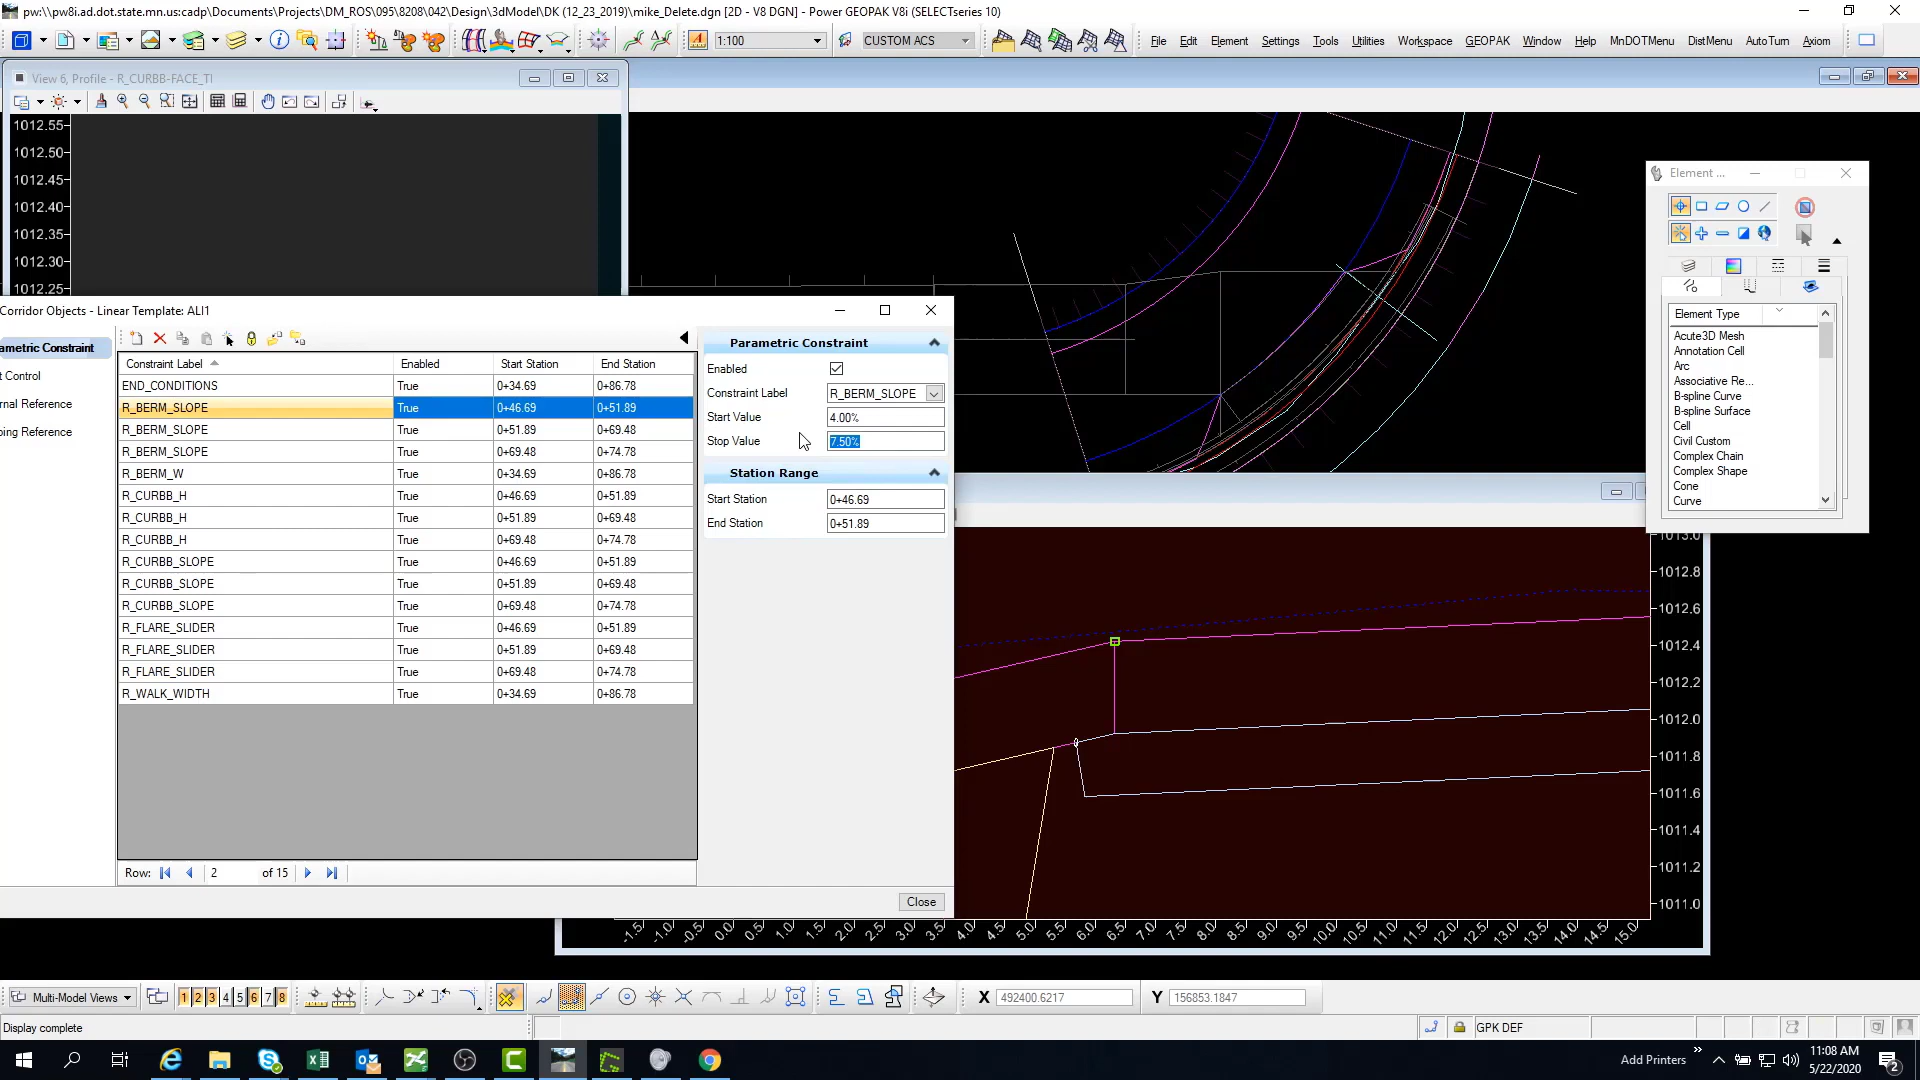 pw:\\pw8i.ad.dot.state.mn.us:cadp\Documents\Projects\DM_ROS\095\8208\042\Design\3dModel\DK (12_23_2019)\mike_Delete.dgn [2D - V8 DGN] - Power GEOPAK V8i (SELECTseries 10)
1:100
CUSTOM ACS
File Edit Element Settings Tools Utilities Workspace GEOPAK Window Help MnDOTMenu DistMenu AutoTurn Axiom
View 6, Profile - R_CURBB-FACE_TI
1012.55
1012.50
1012.45
1012.40
1012.35
1012.30
1012.25
Element ...
Element Type
Acute3D Mesh
Annotation Cell
Arc
Associative Re...
B-spline Curve
B-spline Surface
Cell
Civil Custom
Complex Chain
Complex Shape
Cone
Curve
Corridor Objects - Linear Template: ALI1
ametric Constraint
t Control
rnal Reference
ping Reference
Constraint Label Enabled Start Station End Station
END_CONDITIONS True 0+34.69 0+86.78
R_BERM_SLOPE True 0+46.69 0+51.89
R_BERM_SLOPE True 0+51.89 0+69.48
R_BERM_SLOPE True 0+69.48 0+74.78
R_BERM_W True 0+34.69 0+86.78
R_CURBB_H True 0+46.69 0+51.89
R_CURBB_H True 0+51.89 0+69.48
R_CURBB_H True 0+69.48 0+74.78
R_CURBB_SLOPE True 0+46.69 0+51.89
R_CURBB_SLOPE True 0+51.89 0+69.48
R_CURBB_SLOPE True 0+69.48 0+74.78
R_FLARE_SLIDER True 0+46.69 0+51.89
R_FLARE_SLIDER True 0+51.89 0+69.48
R_FLARE_SLIDER True 0+69.48 0+74.78
R_WALK_WIDTH True 0+34.69 0+86.78
Row: 2 of 15
Parametric Constraint
Enabled
Constraint Label R_BERM_SLOPE
Start Value 4.00%
Stop Value 7.50%
Station Range
Start Station 0+46.69
End Station 0+51.89
Close
1013.0
1012.8
1012.6
1012.4
1012.2
1012.0
1011.8
1011.6
1011.4
1011.2
1011.0
-1.5 -1.0 -0.5 0.0 0.5 1.0 1.5 2.0 2.5 3.0 3.5 4.0 4.5 5.0 5.5 6.0 6.5 7.0 7.5 8.0 8.5 9.0 9.5 10.0 10.5 11.0 11.5 12.0 12.5 13.0 13.5 14.0 14.5 15.0
Multi-Model Views 1 2 3 4 5 6 7 8 X 492400.6217 Y 156853.1847
Display complete
GPK DEF
Add Printers
11:08 AM
5/22/2020
2